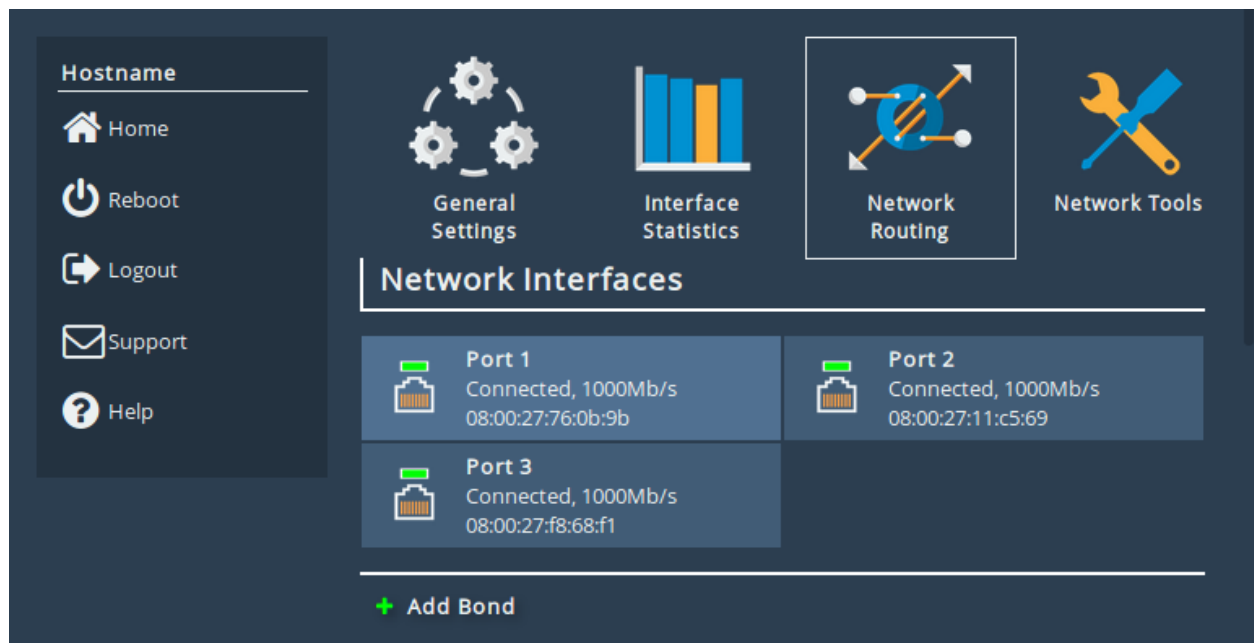 Hostname
Home
Reboot
Logout
Support
Help
General
Settings
Interface
Statistics
Network
Routing
Network Tools
Network Interfaces
Port 1
Connected, 1000Mb/s
08:00:27:76:0b:9b
Port 2
Connected, 1000Mb/s
08:00:27:11:c5:69
Port 3
Connected, 1000Mb/s
08:00:27:f8:68:f1
+ Add Bond